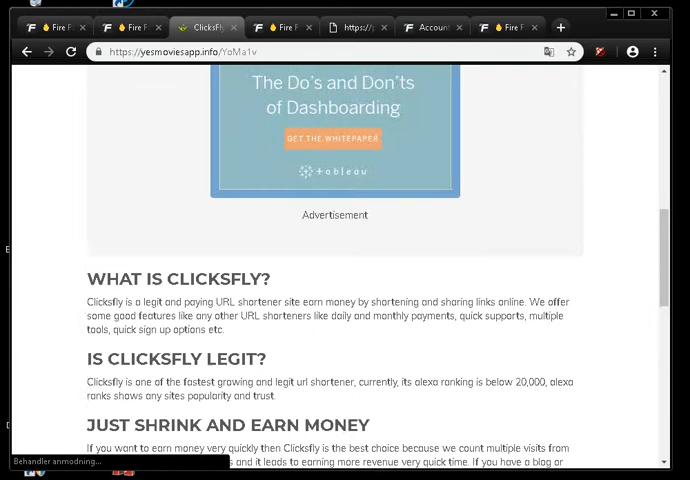 Fire F
Fire F
ClicksFl
Fire F
https://p
Account
Fire F
https://yesmoviesapp.info/YoMa1v
The Do's and Don'ts
of Dashboarding
GET THE WHITEPAPER
+ableau
Advertisement
WHAT IS CLICKSFLY?
Clicksfly is a legit and paying URL shortener site earn money by shortening and sharing links online. We offer
some good features like any other URL shorteners like daily and monthly payments, quick supports, multiple
tools, quick sign up options etc.
IS CLICKSFLY LEGIT?
Clicksfly is one of the fastest growing and legit url shortener, currently, its alexa ranking is below 20,000, alexa
ranks shows any sites popularity and trust.
JUST SHRINK AND EARN MONEY
If you want to earn money very quickly then Clicksfly is the best choice because we count multiple visits from
s and it leads to earning more revenue very quick time. If you have a blog or
Behandler anmodning...